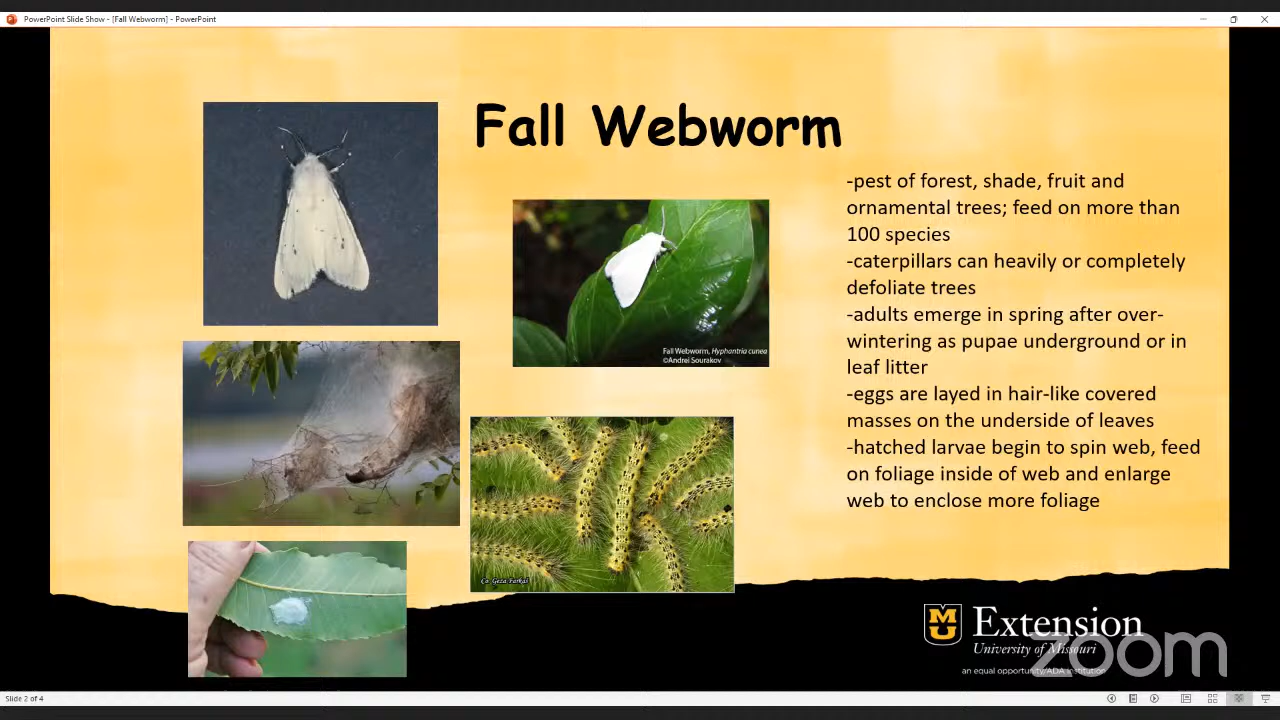 PowerPoint Slide Show - [Fall Webworm] - PowerPoint
Fall Webworm
-pest of forest, shade, fruit and
ornamental trees; feed on more than
100 species
-caterpillars can heavily or completely
defoliate trees
-adults emerge in spring after over-
wintering as pupae underground or in
leaf litter
-eggs are layed in hair-like covered
masses on the underside of leaves
-hatched larvae begin to spin web, feed
on foliage inside of web and enlarge
web to enclose more foliage
Fall Webworm, Hyphantria cunea
©Andrei Sourakov
Co. Geza Farkas
MU
Extension
University of Missouri
an equal opportunity/ADA institution
zoom
Slide 2 of 4